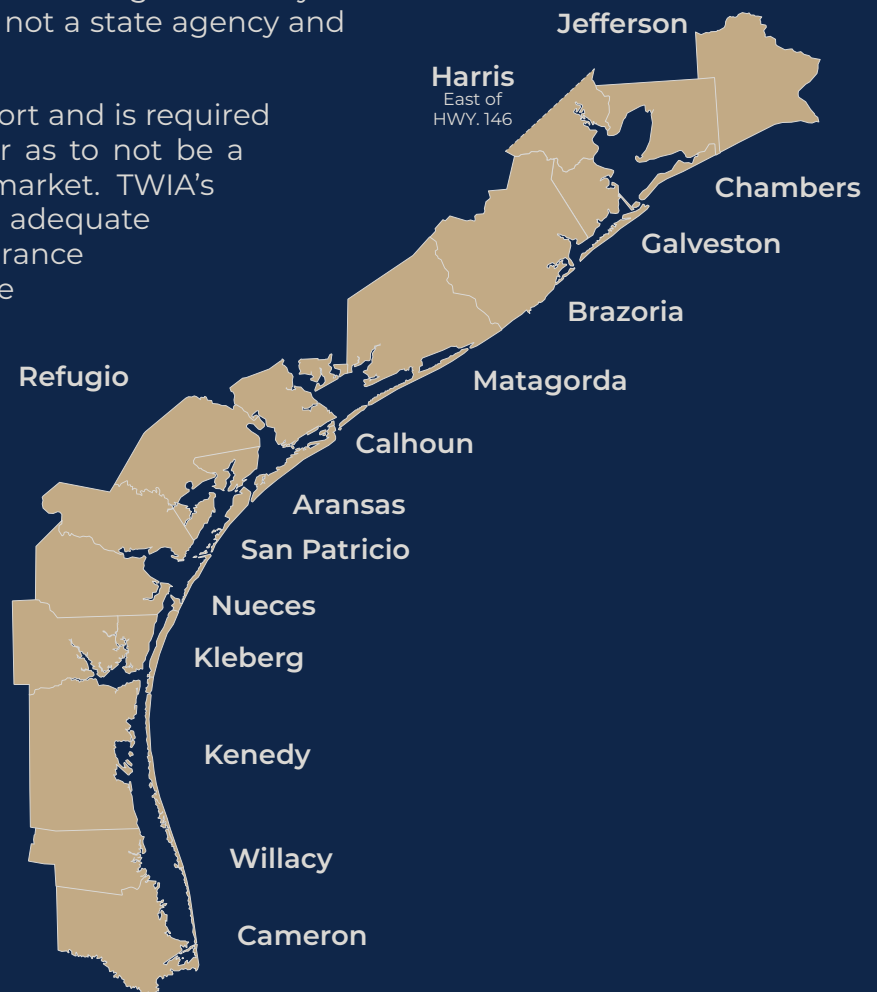 not a state agency and
ort and is required
r as to not be a
market. TWIA's
adequate
rance
e
Jefferson
Harris
East of
HWY. 146
Chambers
Galveston
Brazoria
Matagorda
Refugio
Calhoun
Aransas
San Patricio
Nueces
Kleberg
Kenedy
Willacy
Cameron